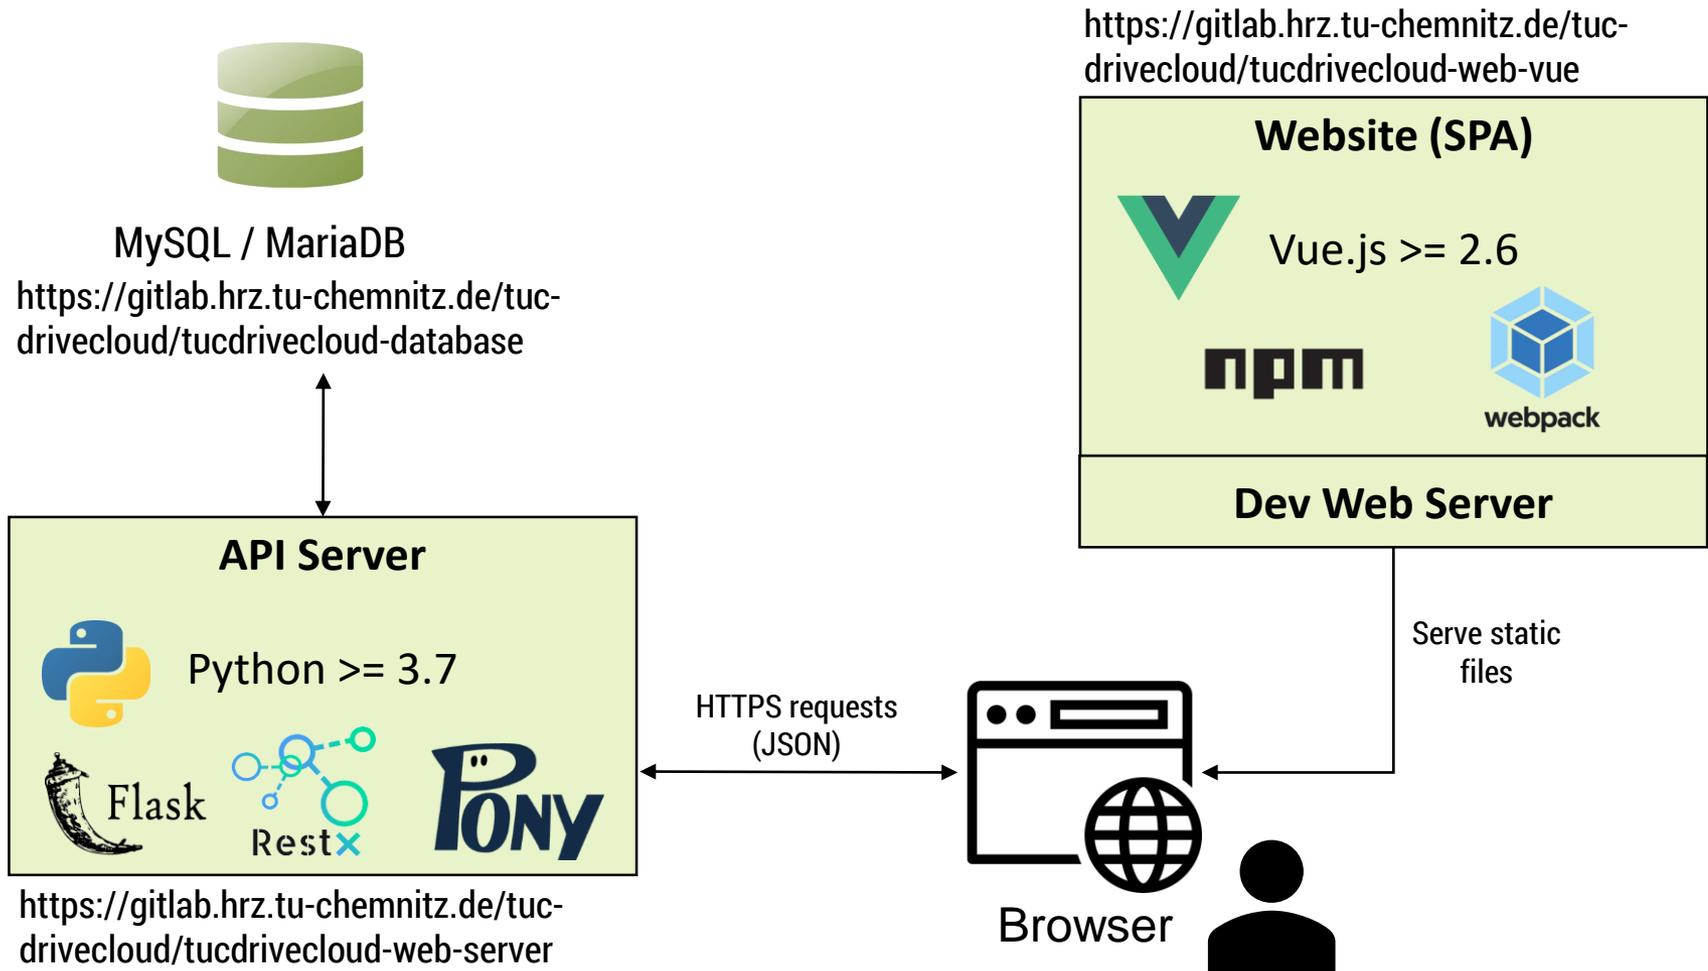 MySQL / MariaDB
https://gitlab.hrz.tu-chemnitz.de/tuc-
drivecloud/tucdrivecloud-database
API Server
Python >= 3.7
Flask
Restx
PONY
https://gitlab.hrz.tu-chemnitz.de/tuc-
drivecloud/tucdrivecloud-web-server
HTTPS requests
(JSON)
Browser
https://gitlab.hrz.tu-chemnitz.de/tuc-
drivecloud/tucdrivecloud-web-vue
Website (SPA)
Vue.js >= 2.6
npm
webpack
Dev Web Server
Serve static
files